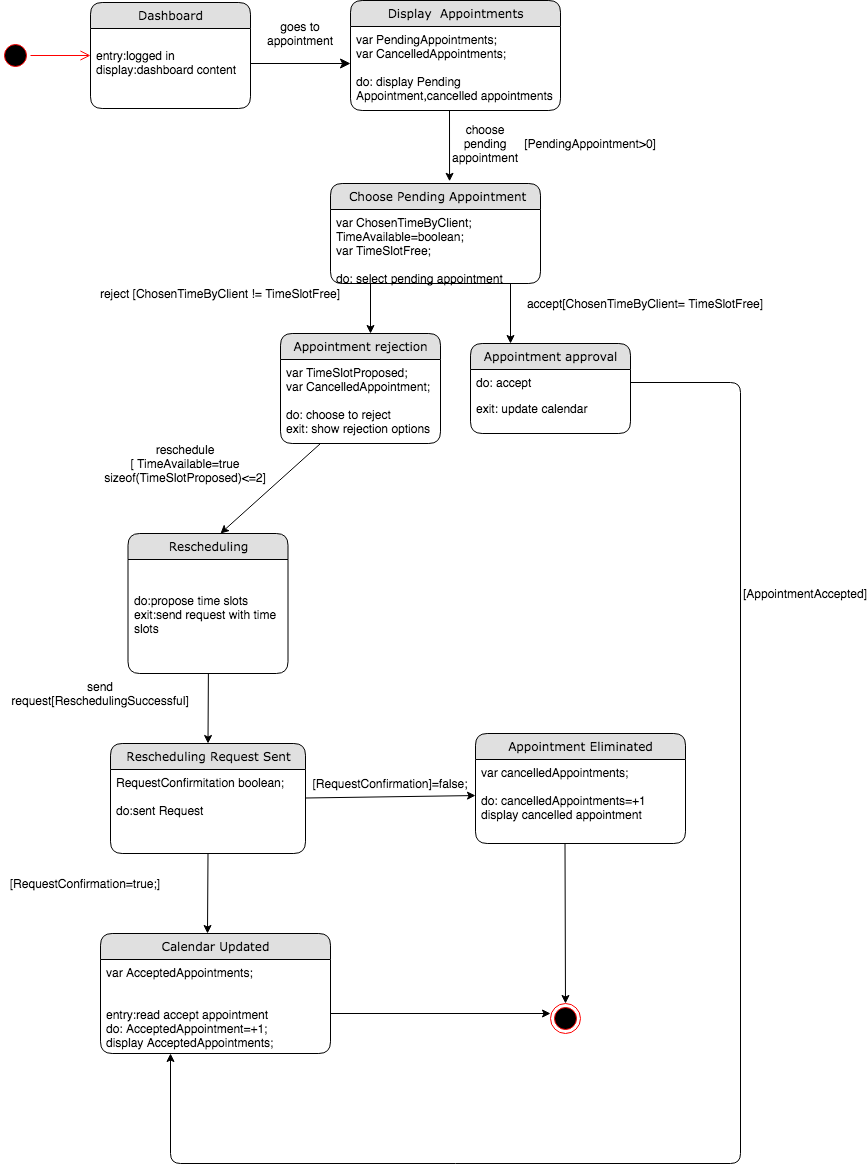 Dashboard
entry:logged in
display:dashboard content
goes to
appointment
Display  Appointments
var PendingAppointments;
var CancelledAppointments;
do: display Pending
Appointment,cancelled appointments
choose
pending
appointment
[PendingAppointment>0]
Choose Pending Appointment
var ChosenTimeByClient;
TimeAvailable=boolean;
var TimeSlotFree;
do: select pending appointment
reject [ChosenTimeByClient != TimeSlotFree]
accept[ChosenTimeByClient= TimeSlotFree]
Appointment rejection
var TimeSlotProposed;
var CancelledAppointment;
do: choose to reject
exit: show rejection options
Appointment approval
do: accept
exit: update calendar
reschedule
[ TimeAvailable=true
sizeof(TimeSlotProposed)<=2]
Rescheduling
do:propose time slots
exit:send request with time
slots
[AppointmentAccepted]
send
request[ReschedulingSuccessful]
Rescheduling Request Sent
RequestConfirmitation boolean;
do:sent Request
[RequestConfirmation]=false;
Appointment Eliminated
var cancelledAppointments;
do: cancelledAppointments=+1
display cancelled appointment
[RequestConfirmation=true;]
Calendar Updated
var AcceptedAppointments;
entry:read accept appointment
do: AcceptedAppointment=+1;
display AcceptedAppointments;